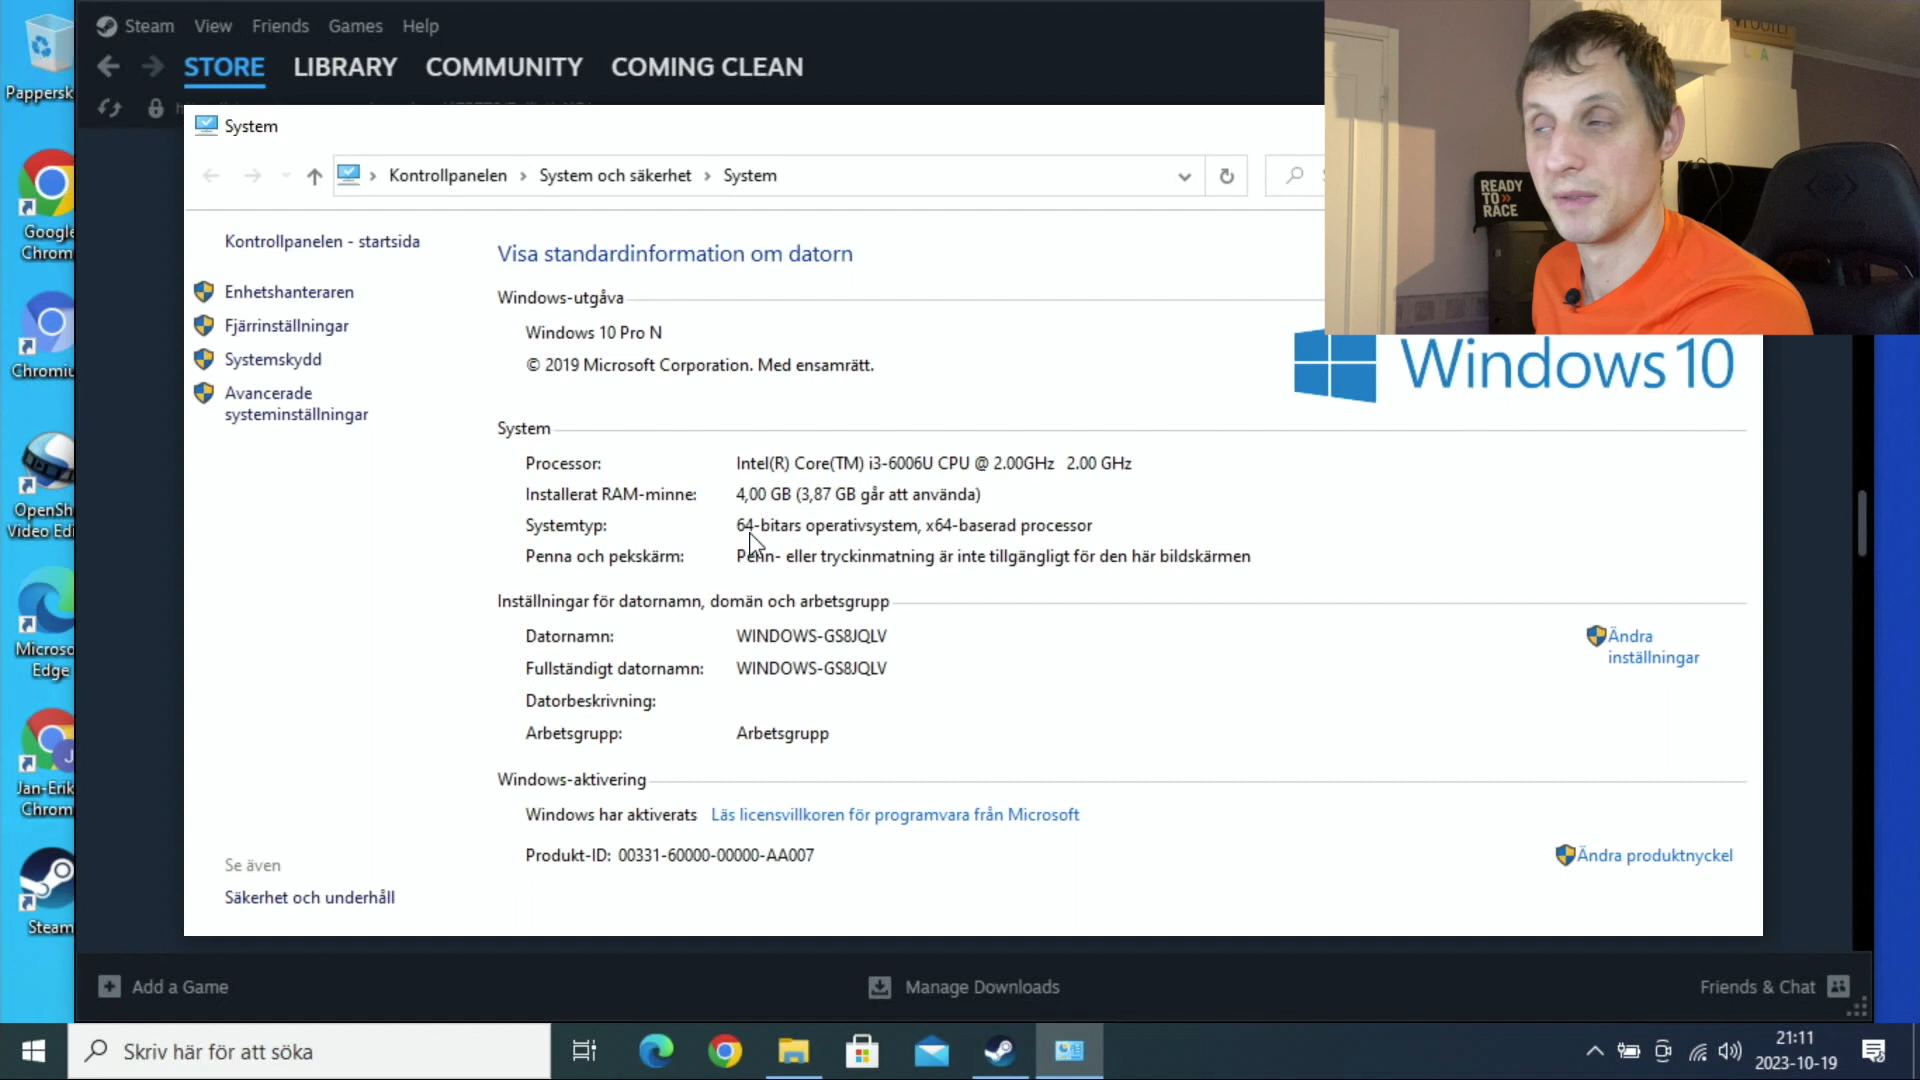 Steam View Friends Games Help
STORE LIBRARY COMMUNITY COMING CLEAN
System
Kontrollpanelen > System och säkerhet > System
Kontrollpanelen - startsida
Enhetshanteraren
Fjärrinställningar
Systemskydd
Avancerade
systeminställningar
Se även
Säkerhet och underhåll
Visa standardinformation om datorn
Windows-utgåva
Windows 10 Pro N
© 2019 Microsoft Corporation. Med ensamrätt.
Windows 10
System
Processor: Intel(R) Core(TM) i3-6006U CPU @ 2.00GHz 2.00 GHz
Installerat RAM-minne: 4,00 GB (3,87 GB går att använda)
Systemtyp: 64-bitars operativsystem, x64-baserad processor
Penna och pekskärm: Penn- eller tryckinmatning är inte tillgängligt för den här bildskärmen
Inställningar för datornamn, domän och arbetsgrupp
Datornamn: WINDOWS-GS8JQLV
Ändra
inställningar
Fullständigt datornamn: WINDOWS-GS8JQLV
Datorbeskrivning:
Arbetsgrupp: Arbetsgrupp
Windows-aktivering
Windows har aktiverats Läs licensvillkoren för programvara från Microsoft
Produkt-ID: 00331-60000-00000-AA007
Ändra produktnyckel
READY
TO
RACE
Pappersk
Google
Chrom
Chromiu
OpenSh
Video Edi
Microso
Edge
Jan-Erik
Chrom
Steam
Add a Game
Manage Downloads
Friends & Chat
Skriv här för att söka
21:11
2023-10-19